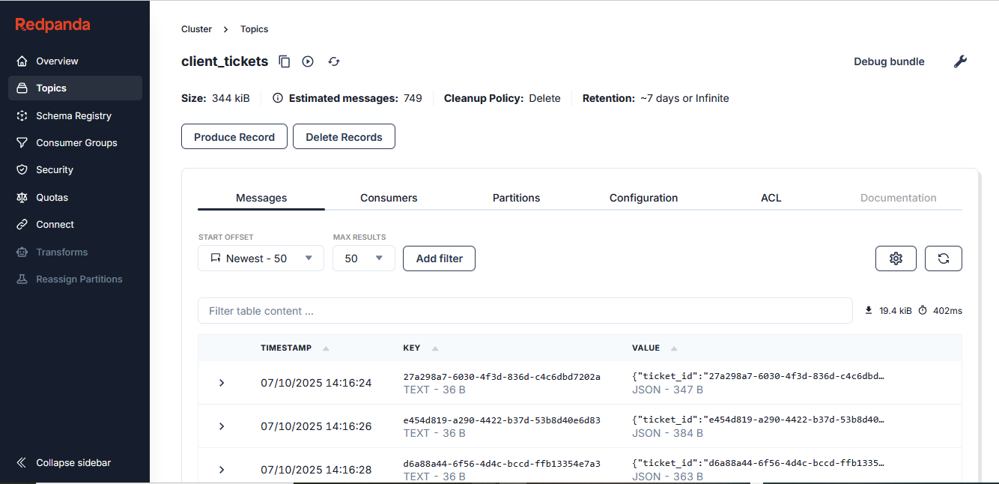 Redpanda
Overview
Topics
Schema Registry
Consumer Groups
Security
Quotas
Connect
Transforms
Reassign Partitions
Collapse sidebar
Cluster > Topics
client_tickets
Debug bundle
Size: 344 kiB Estimated messages: 749 Cleanup Policy: Delete Retention: ~7 days or Infinite
Produce Record Delete Records
Messages Consumers Partitions Configuration ACL Documentation
START OFFSET MAX RESULTS
Newest - 50 50 Add filter
Filter table content ... 19.4 kiB 402ms
TIMESTAMP KEY VALUE
27a298a7-6030-4f3d-836d-c4c6dbd7202a {"ticket_id":"27a298a7-6030-4f3d-836d-c4c6dbd…
07/10/2025 14:16:24
TEXT - 36 B JSON - 347 B
e454d819-a290-4422-b37d-53b8d40e6d83 {"ticket_id":"e454d819-a290-4422-b37d-53b8d40…
07/10/2025 14:16:26
TEXT - 36 B JSON - 384 B
d6a88a44-6f56-4d4c-bccd-ffb13354e7a3 {"ticket_id":"d6a88a44-6f56-4d4c-bccd-ffb1335…
07/10/2025 14:16:28
TEXT - 36 B JSON - 363 B